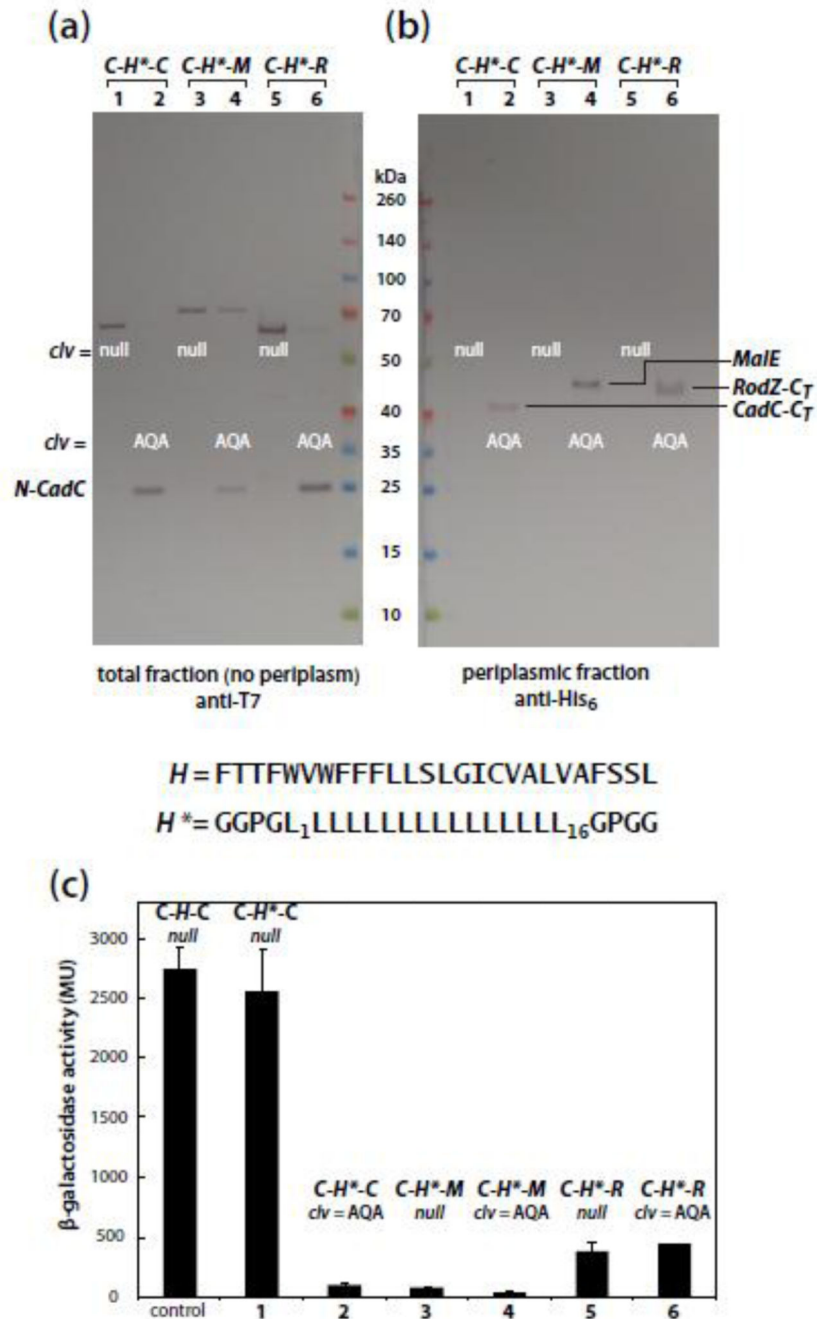 (a)
C-H*-C C-H*-M C-H*-R
1 2 3 4 5 6
clv = null null null
clv = AQA AQA AQA
N-CadC
total fraction (no periplasm)
anti-T7
kDa
260
140
100
70
50
40
35
25
15
10
(b)
C-H*-C C-H*-M C-H*-R
1 2 3 4 5 6
null null null
MalE
RodZ-CT
CadC-CT
AQA AQA AQA
periplasmic fraction
anti-His6
H = FTTFWVWFFFLLSLGICVALVAFSSL
H*= GGPGL1LLLLLLLLLLLLLLL16GPGG
(c)
β-galactosidase activity (MU)
3000
2500
2000
1500
1000
500
0
C-H-C C-H*-C
null null
C-H*-C C-H*-M C-H*-M C-H*-R C-H*-R
clv = AQA null clv = AQA null clv = AQA
control 1 2 3 4 5 6